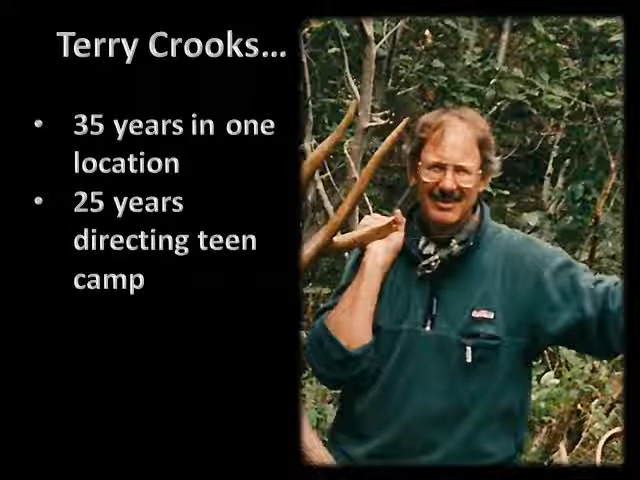 Terry Crooks...
• 35 years in one
location
• 25 years
directing teen
camp